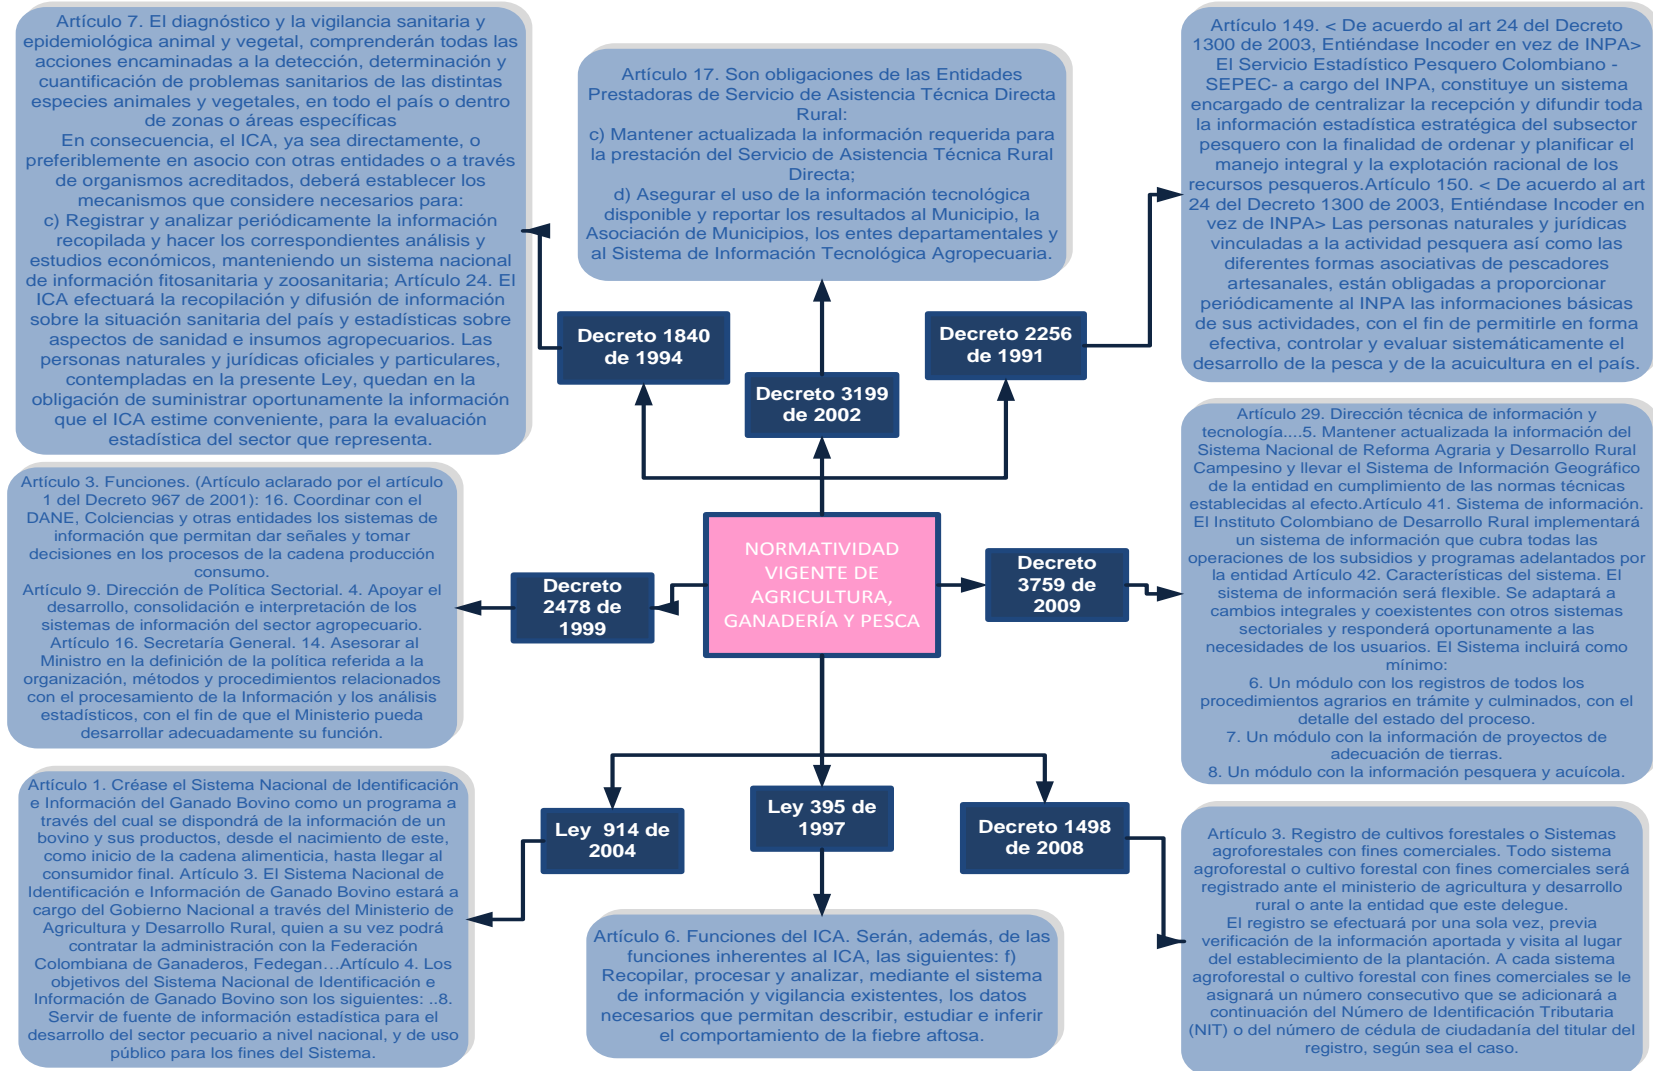 Artículo 7. El diagnóstico y la vigilancia sanitaria y
epidemiológica animal y vegetal, comprenderán todas las
acciones encaminadas a la detección, determinación y
cuantificación de problemas sanitarios de las distintas
especies animales y vegetales, en todo el país o dentro
de zonas o áreas específicas
En consecuencia, el ICA, ya sea directamente, o
preferiblemente en asocio con otras entidades o a través
de organismos acreditados, deberá establecer los
mecanismos que considere necesarios para:
c) Registrar y analizar periódicamente la información
recopilada y hacer los correspondientes análisis y
estudios económicos, manteniendo un sistema nacional
de información fitosanitaria y zoosanitaria; Artículo 24. El
ICA efectuará la recopilación y difusión de información
sobre la situación sanitaria del país y estadísticas sobre
aspectos de sanidad e insumos agropecuarios. Las
personas naturales y jurídicas oficiales y particulares,
contempladas en la presente Ley, quedan en la
obligación de suministrar oportunamente la información
que el ICA estime conveniente, para la evaluación
estadística del sector que representa.
Artículo 17. Son obligaciones de las Entidades
Prestadoras de Servicio de Asistencia Técnica Directa
Rural:
c) Mantener actualizada la información requerida para
la prestación del Servicio de Asistencia Técnica Rural
Directa;
d) Asegurar el uso de la información tecnológica
disponible y reportar los resultados al Municipio, la
Asociación de Municipios, los entes departamentales y
al Sistema de Información Tecnológica Agropecuaria.
Artículo 149. < De acuerdo al art 24 del Decreto
1300 de 2003, Entiéndase Incoder en vez de INPA>
El Servicio Estadístico Pesquero Colombiano -
SEPEC- a cargo del INPA, constituye un sistema
encargado de centralizar la recepción y difundir toda
la información estadística estratégica del subsector
pesquero con la finalidad de ordenar y planificar el
manejo integral y la explotación racional de los
recursos pesqueros.Artículo 150. < De acuerdo al art
24 del Decreto 1300 de 2003, Entiéndase Incoder en
vez de INPA> Las personas naturales y jurídicas
vinculadas a la actividad pesquera así como las
diferentes formas asociativas de pescadores
artesanales, están obligadas a proporcionar
periódicamente al INPA las informaciones básicas
de sus actividades, con el fin de permitirle en forma
efectiva, controlar y evaluar sistemáticamente el
desarrollo de la pesca y de la acuicultura en el país.
Decreto 1840
de 1994
Decreto 3199
de 2002
Decreto 2256
de 1991
Artículo 3. Funciones. (Artículo aclarado por el artículo
1 del Decreto 967 de 2001): 16. Coordinar con el
DANE, Colciencias y otras entidades los sistemas de
información que permitan dar señales y tomar
decisiones en los procesos de la cadena producción
consumo.
Artículo 9. Dirección de Política Sectorial. 4. Apoyar el
desarrollo, consolidación e interpretación de los
sistemas de información del sector agropecuario.
Artículo 16. Secretaría General. 14. Asesorar al
Ministro en la definición de la política referida a la
organización, métodos y procedimientos relacionados
con el procesamiento de la Información y los análisis
estadísticos, con el fin de que el Ministerio pueda
desarrollar adecuadamente su función.
Decreto
2478 de
1999
NORMATIVIDAD
VIGENTE DE
AGRICULTURA,
GANADERÍA Y PESCA
Decreto
3759 de
2009
Artículo 29. Dirección técnica de información y
tecnología....5. Mantener actualizada la información del
Sistema Nacional de Reforma Agraria y Desarrollo Rural
Campesino y llevar el Sistema de Información Geográfico
de la entidad en cumplimiento de las normas técnicas
establecidas al efecto.Artículo 41. Sistema de información.
El Instituto Colombiano de Desarrollo Rural implementará
un sistema de información que cubra todas las
operaciones de los subsidios y programas adelantados por
la entidad Artículo 42. Características del sistema. El
sistema de información será flexible. Se adaptará a
cambios integrales y coexistentes con otros sistemas
sectoriales y responderá oportunamente a las
necesidades de los usuarios. El Sistema incluirá como
mínimo:
6. Un módulo con los registros de todos los
procedimientos agrarios en trámite y culminados, con el
detalle del estado del proceso.
7. Un módulo con la información de proyectos de
adecuación de tierras.
8. Un módulo con la información pesquera y acuícola.
Artículo 1. Créase el Sistema Nacional de Identificación
e Información del Ganado Bovino como un programa a
través del cual se dispondrá de la información de un
bovino y sus productos, desde el nacimiento de este,
como inicio de la cadena alimenticia, hasta llegar al
consumidor final. Artículo 3. El Sistema Nacional de
Identificación e Información de Ganado Bovino estará a
cargo del Gobierno Nacional a través del Ministerio de
Agricultura y Desarrollo Rural, quien a su vez podrá
contratar la administración con la Federación
Colombiana de Ganaderos, Fedegan…Artículo 4. Los
objetivos del Sistema Nacional de Identificación e
Información de Ganado Bovino son los siguientes: ..8.
Servir de fuente de información estadística para el
desarrollo del sector pecuario a nivel nacional, y de uso
público para los fines del Sistema.
Ley  914 de
2004
Ley 395 de
1997
Decreto 1498
de 2008
Artículo 6. Funciones del ICA. Serán, además, de las
funciones inherentes al ICA, las siguientes: f)
Recopilar, procesar y analizar, mediante el sistema
de información y vigilancia existentes, los datos
necesarios que permitan describir, estudiar e inferir
el comportamiento de la fiebre aftosa.
Artículo 3. Registro de cultivos forestales o Sistemas
agroforestales con fines comerciales. Todo sistema
agroforestal o cultivo forestal con fines comerciales será
registrado ante el ministerio de agricultura y desarrollo
rural o ante la entidad que este delegue.
El registro se efectuará por una sola vez, previa
verificación de la información aportada y visita al lugar
del establecimiento de la plantación. A cada sistema
agroforestal o cultivo forestal con fines comerciales se le
asignará un número consecutivo que se adicionará a
continuación del Número de Identificación Tributaria
(NIT) o del número de cédula de ciudadanía del titular del
registro, según sea el caso.